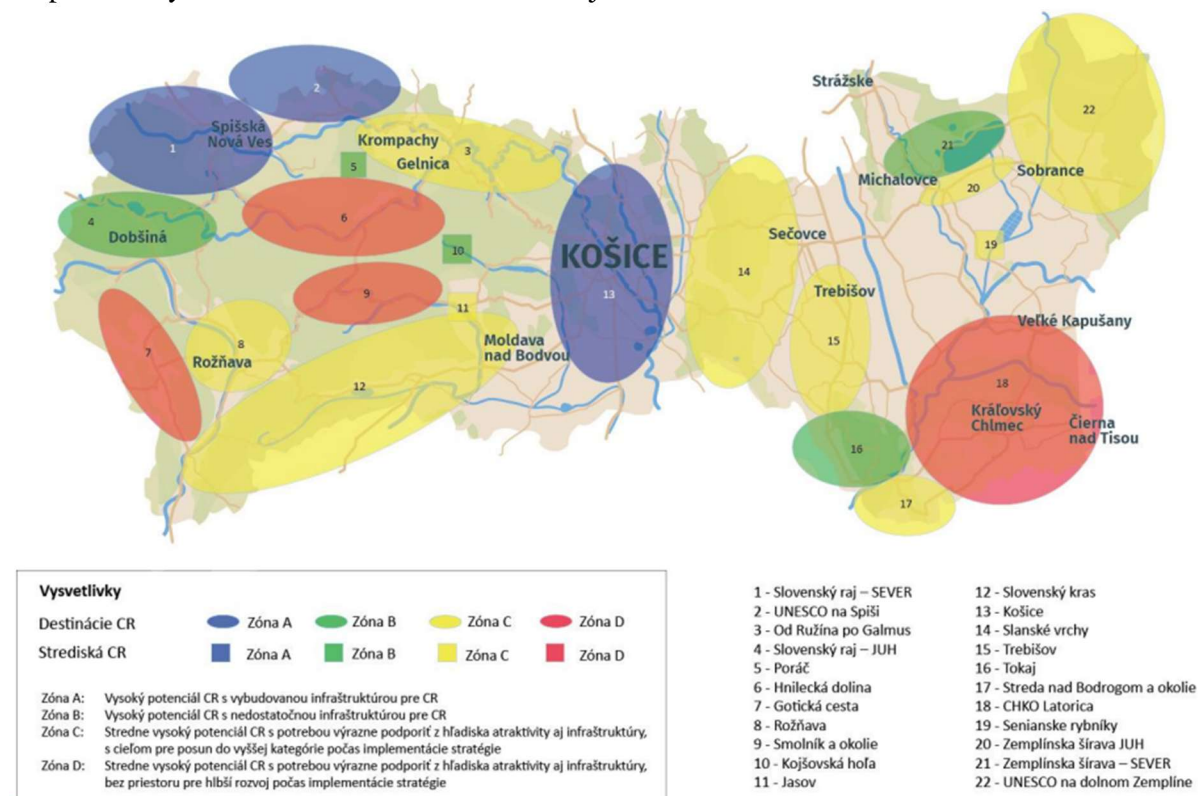 Strážske
22
2
Spišská
Nová Ves
1
Krompachy
3
Gelnica
5
21
Michalovce
Sobrance
20
4
Dobšiná
6
10
KOŠICE
13
Sečovce
14
19
9
11
Trebišov
Veľké Kapušany
7
8
Rožňava
Moldava
nad Bodvou
15
12
18
Kráľovský
Chlmec
Čierna
nad Tisou
16
17
Vysvetlivky
Destinácie CR Zóna A Zóna B Zóna C Zóna D
Strediská CR Zóna A Zóna B Zóna C Zóna D
Zóna A: Vysoký potenciál CR s vybudovanou infraštruktúrou pre CR
Zóna B: Vysoký potenciál CR s nedostatočnou infraštruktúrou pre CR
Zóna C: Stredne vysoký potenciál CR s potrebou výrazne podporiť z hľadiska atraktivity aj infraštruktúry,
s cieľom pre posun do vyššej kategórie počas implementácie stratégie
Zóna D: Stredne vysoký potenciál CR s potrebou výrazne podporiť z hľadiska atraktivity aj infraštruktúry,
bez priestoru pre hlbší rozvoj počas implementácie stratégie
1 - Slovenský raj – SEVER
2 - UNESCO na Spiši
3 - Od Ružína po Galmus
4 - Slovenský raj – JUH
5 - Poráč
6 - Hnilecká dolina
7 - Gotická cesta
8 - Rožňava
9 - Smolník a okolie
10 - Kojšovská hoľa
11 - Jasov
12 - Slovenský kras
13 - Košice
14 - Slanské vrchy
15 - Trebišov
16 - Tokaj
17 - Streda nad Bodrogom a okolie
18 - CHKO Latorica
19 - Senianske rybníky
20 - Zemplínska šírava JUH
21 - Zemplínska šírava – SEVER
22 - UNESCO na dolnom Zemplíne